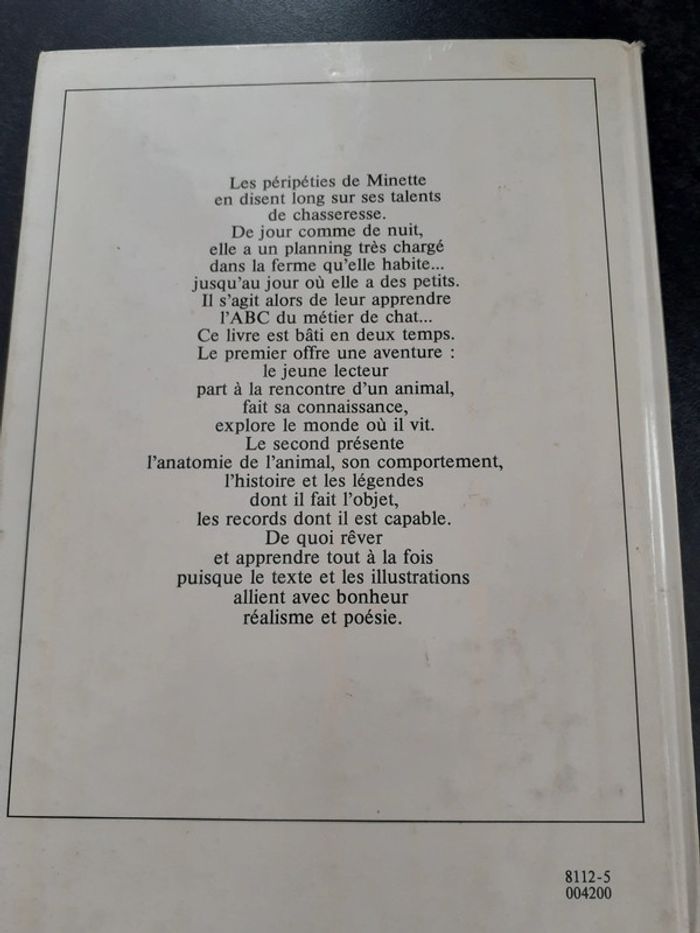 Les péripéties de Minette
en disent long sur ses talents
de chasseresse.
De jour comme de nuit,
elle a un planning très chargé
dans la ferme qu'elle habite...
jusqu'au jour où elle a des petits.
Il s'agit alors de leur apprendre
l'ABC du métier de chat...
Ce livre est bâti en deux temps.
Le premier offre une aventure :
le jeune lecteur
part à la rencontre d'un animal,
fait sa connaissance,
explore le monde où il vit.
Le second présente
l'anatomie de l'animal, son comportement,
l'histoire et les légendes
dont il fait l'objet,
les records dont il est capable.
De quoi rêver
et apprendre tout à la fois
puisque le texte et les illustrations
allient avec bonheur
réalisme et poésie.
8112-5
004200